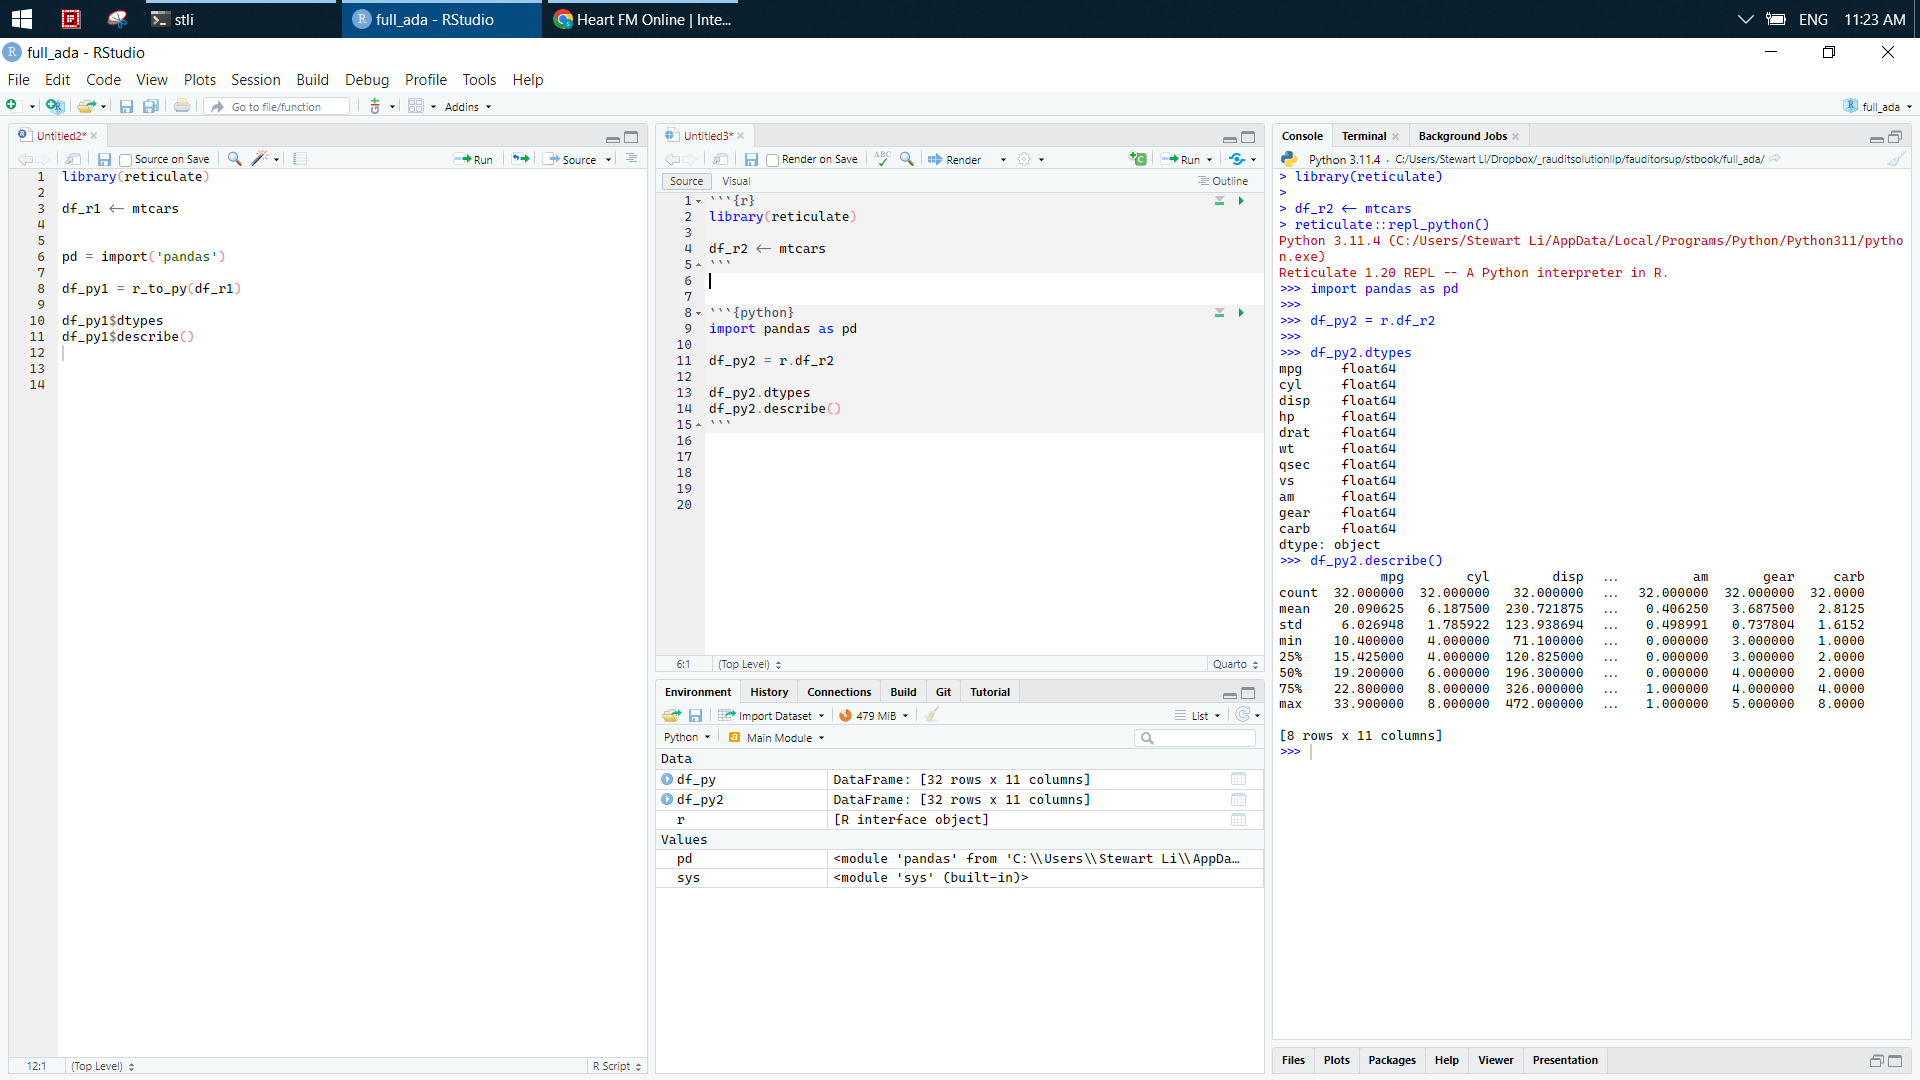 stli
full_ada - RStudio
Heart FM Online | Inte...
ENG
11:23 AM
full_ada - RStudio
File Edit Code View Plots Session Build Debug Profile Tools Help
Go to file/function
Addins
full_ada
Untitled2*
Source on Save
Run
Source
1 library(reticulate)
2
3 df_r1 <- mtcars
4
5
6 pd = import('pandas')
7
8 df_py1 = r_to_py(df_r1)
9
10 df_py1$dtypes
11 df_py1$describe()
12
13
14
12:1
(Top Level)
R Script
Untitled3*
Render on Save
ABC
Render
Run
Source
Visual
Outline
1 ```{r}
2 library(reticulate)
3
4 df_r2 <- mtcars
5 ```
6
7
8 ```{python}
9 import pandas as pd
10
11 df_py2 = r.df_r2
12
13 df_py2.dtypes
14 df_py2.describe()
15 ```
16
17
18
19
20
6:1
(Top Level)
Quarto
Environment History Connections Build Git Tutorial
Import Dataset
479 MiB
List
Python
Main Module
Data
df_py DataFrame: [32 rows x 11 columns]
df_py2 DataFrame: [32 rows x 11 columns]
r [R interface object]
Values
pd <module 'pandas' from 'C:\\Users\\Stewart Li\\AppDa…
sys <module 'sys' (built-in)>
Console Terminal Background Jobs
Python 3.11.4 · C:/Users/Stewart Li/Dropbox/_rauditsolutionllp/fauditorsup/stbook/full_ada/
> library(reticulate)
>
> df_r2 <- mtcars
> reticulate::repl_python()
Python 3.11.4 (C:/Users/Stewart Li/AppData/Local/Programs/Python/Python311/pytho
n.exe)
Reticulate 1.20 REPL -- A Python interpreter in R.
>>> import pandas as pd
>>>
>>> df_py2 = r.df_r2
>>>
>>> df_py2.dtypes
mpg float64
cyl float64
disp float64
hp float64
drat float64
wt float64
qsec float64
vs float64
am float64
gear float64
carb float64
dtype: object
>>> df_py2.describe()
mpg cyl disp ... am gear carb
count 32.000000 32.000000 32.000000 ... 32.000000 32.000000 32.0000
mean 20.090625 6.187500 230.721875 ... 0.406250 3.687500 2.8125
std 6.026948 1.785922 123.938694 ... 0.498991 0.737804 1.6152
min 10.400000 4.000000 71.100000 ... 0.000000 3.000000 1.0000
25% 15.425000 4.000000 120.825000 ... 0.000000 3.000000 2.0000
50% 19.200000 6.000000 196.300000 ... 0.000000 4.000000 2.0000
75% 22.800000 8.000000 326.000000 ... 1.000000 4.000000 4.0000
max 33.900000 8.000000 472.000000 ... 1.000000 5.000000 8.0000
[8 rows x 11 columns]
>>>
Files Plots Packages Help Viewer Presentation